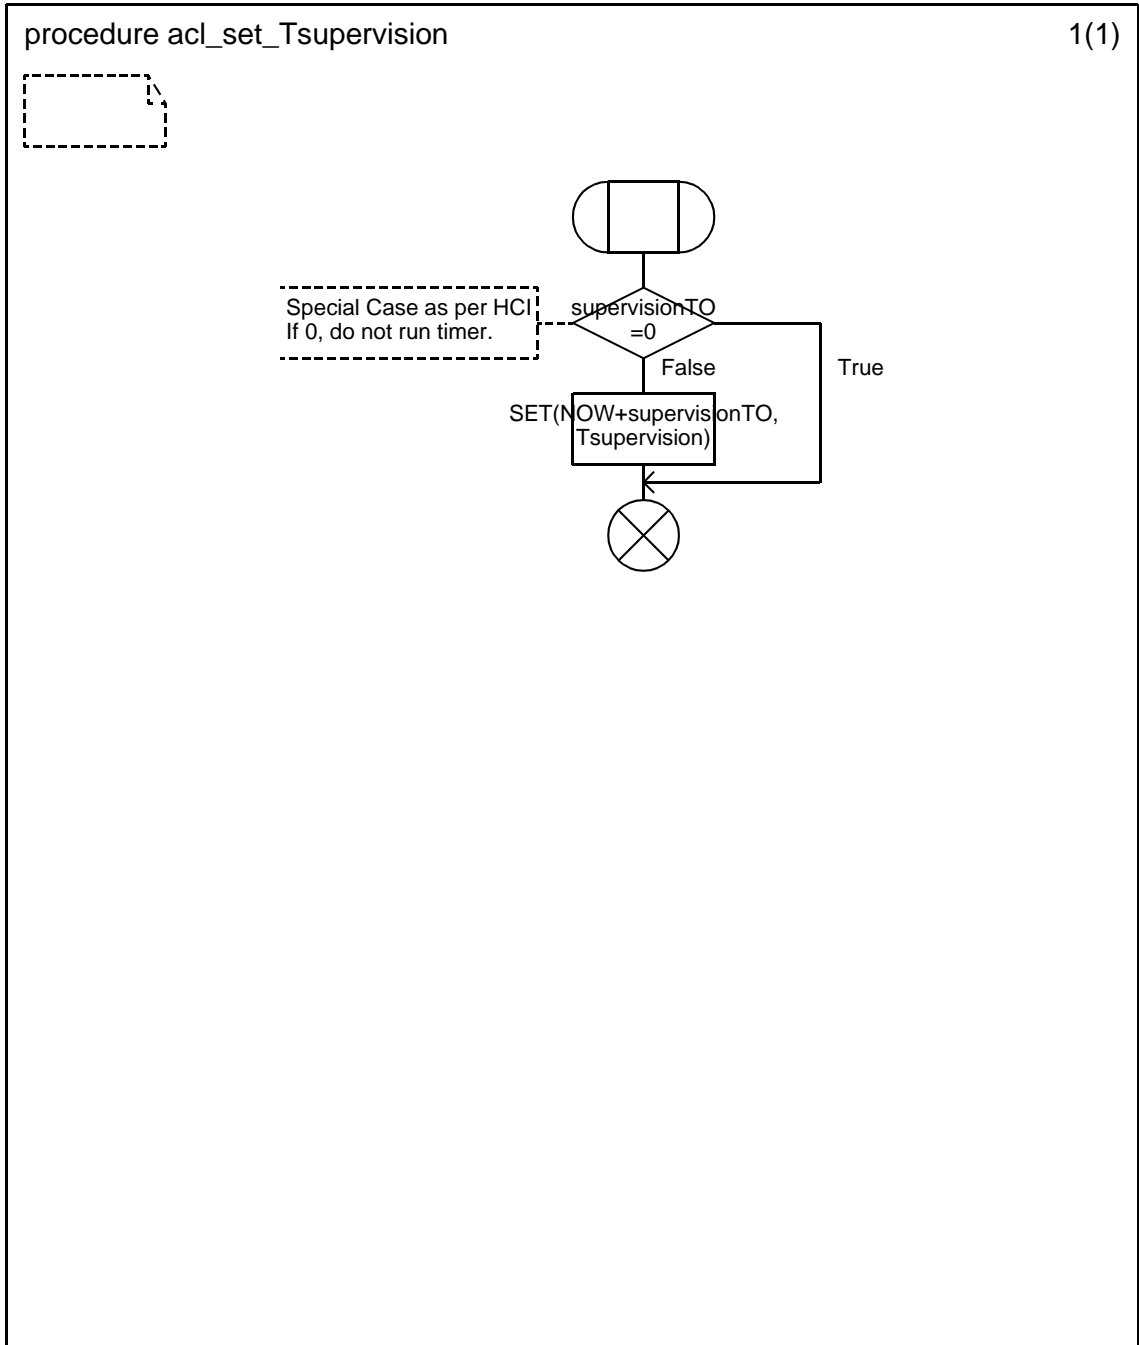 procedure acl_set_Tsupervision
1(1)
Special Case as per HCI
If 0, do not run timer.
supervisionTO
=0
False
True
SET(NOW+supervisionTO,
Tsupervision)